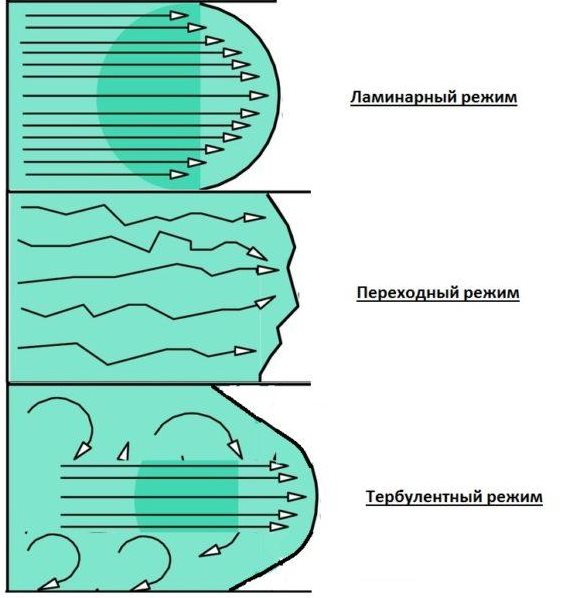 Ламинарный режим
Переходный режим
Тербулентный режим